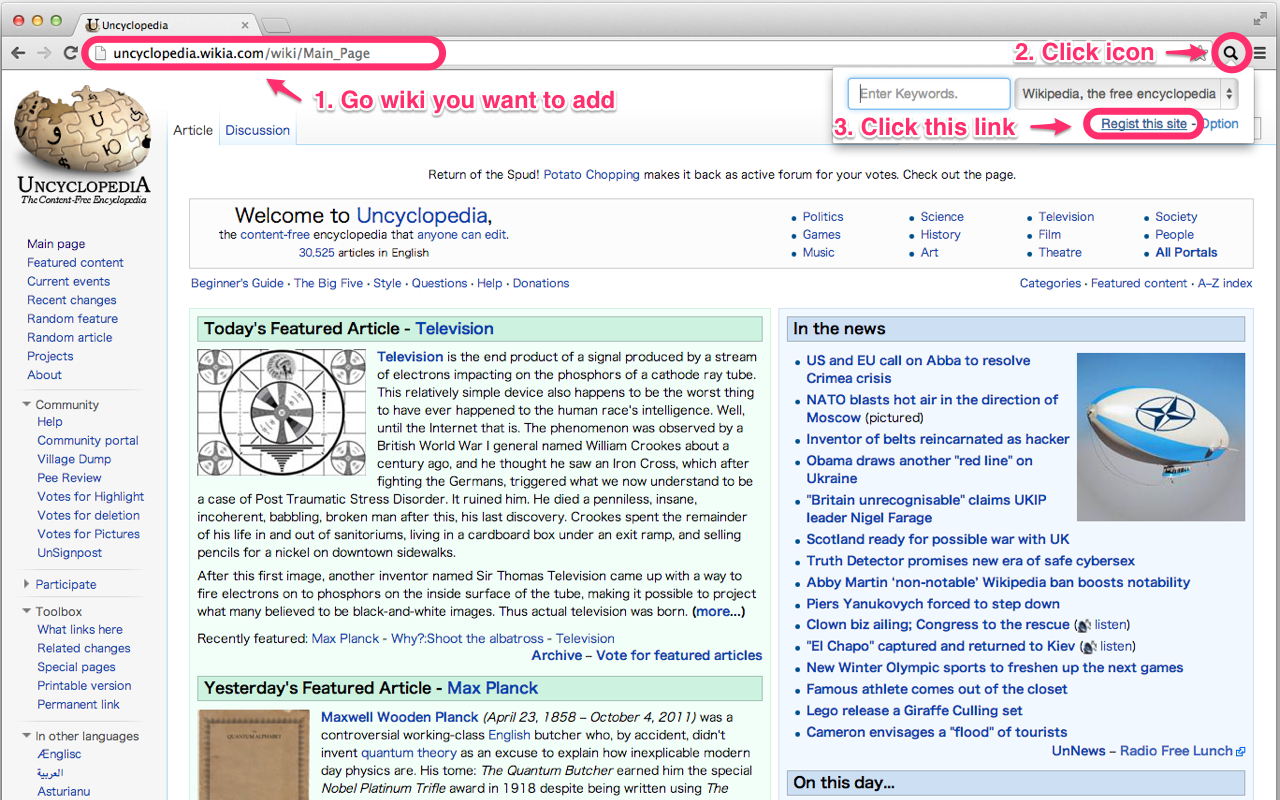 Uncyclopedia
uncyclopedia.wikia.com/wiki/Main_Page
2. Click icon
1. Go wiki you want to add
Enter Keywords.
Wikipedia, the free encyclopedia
3. Click this link
Regist this site - Option
UNCYCLOPEDIA
The Content-Free Encyclopedia
Article
Discussion
Return of the Spud! Potato Chopping makes it back as active forum for your votes. Check out the page.
Welcome to Uncyclopedia,
the content-free encyclopedia that anyone can edit.
30,525 articles in English
Politics
Games
Music
Science
History
Art
Television
Film
Theatre
Society
People
All Portals
Beginner's Guide · The Big Five · Style · Questions · Help · Donations
Categories · Featured content · A–Z index
Main page
Featured content
Current events
Recent changes
Random feature
Random article
Projects
About
Community
Help
Community portal
Village Dump
Pee Review
Votes for Highlight
Votes for deletion
Votes for Pictures
UnSignpost
Participate
Toolbox
What links here
Related changes
Special pages
Printable version
Permanent link
In other languages
Ænglisc
العربية
Asturianu
Today's Featured Article - Television
Television is the end product of a signal produced by a stream
of electrons impacting on the phosphors of a cathode ray tube.
This relatively simple device also happens to be the worst thing
to have ever happened to the human race's intelligence. Well,
until the Internet that is. The phenomenon was observed by a
British World War I general named William Crookes about a
century ago, and he thought he saw an Iron Cross, which after
fighting the Germans, triggered what we now understand to be
a case of Post Traumatic Stress Disorder. It ruined him. He died a penniless, insane,
incoherent, babbling, broken man after this, his last discovery. Crookes spent the remainder
of his life in and out of sanitoriums, living in a cardboard box under an exit ramp, and selling
pencils for a nickel on downtown sidewalks.
After this first image, another inventor named Sir Thomas Television came up with a way to
fire electrons on to phosphors on the inside surface of the tube, making it possible to project
what many believed to be black-and-white images. Thus actual television was born. (more...)
Recently featured: Max Planck - Why?:Shoot the albatross - Television
Archive – Vote for featured articles
Yesterday's Featured Article - Max Planck
QUANTUM ALPHABET
Maxwell Wooden Planck (April 23, 1858 – October 4, 2011) was a
controversial working-class English butcher who, by accident, didn't
invent quantum theory as an excuse to explain how inexplicable modern
day physics are. His tome: The Quantum Butcher earned him the special
Nobel Platinum Trifle award in 1918 despite being written using The
In the news
US and EU call on Abba to resolve
Crimea crisis
NATO blasts hot air in the direction of
Moscow (pictured)
Inventor of belts reincarnated as hacker
Obama draws another "red line" on
Ukraine
"Britain unrecognisable" claims UKIP
leader Nigel Farage
Scotland ready for possible war with UK
Truth Detector promises new era of safe cybersex
Abby Martin 'non-notable' Wikipedia ban boosts notability
Piers Yanukovych forced to step down
Clown biz ailing; Congress to the rescue (listen)
"El Chapo" captured and returned to Kiev (listen)
New Winter Olympic sports to freshen up the next games
Famous athlete comes out of the closet
Lego release a Giraffe Culling set
Cameron envisages a "flood" of tourists
UnNews – Radio Free Lunch
On this day...